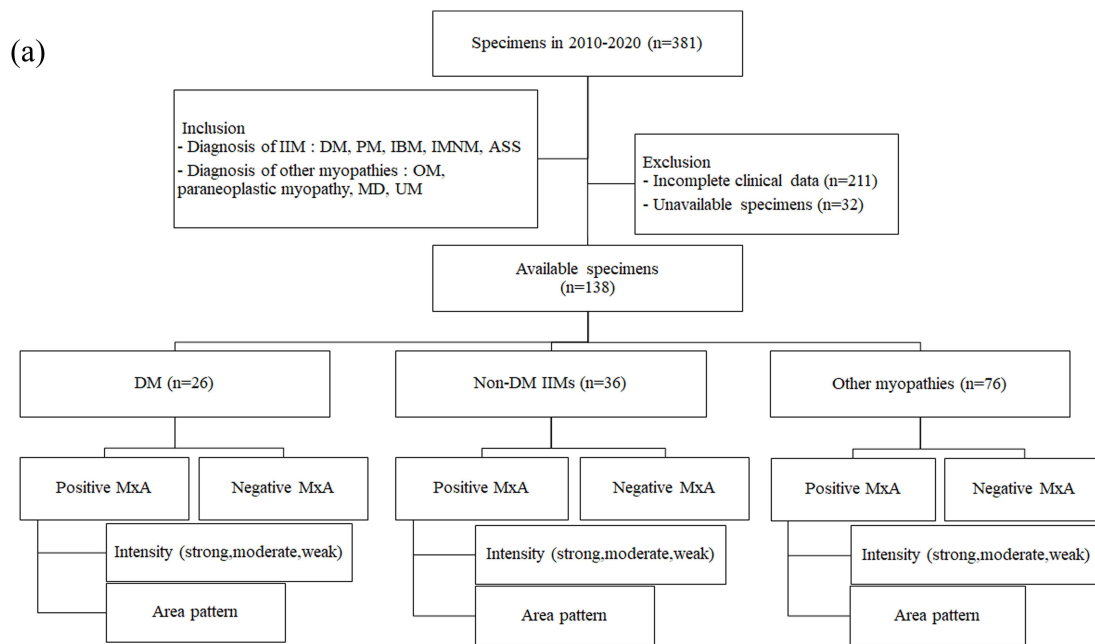 (a)
Specimens in 2010-2020 (n=381)
Inclusion
- Diagnosis of IIM : DM, PM, IBM, IMNM, ASS
- Diagnosis of other myopathies : OM,
paraneoplastic myopathy, MD, UM
Exclusion
- Incomplete clinical data (n=211)
- Unavailable specimens (n=32)
Available specimens
(n=138)
DM (n=26)
Non-DM IIMs (n=36)
Other myopathies (n=76)
Positive MxA
Negative MxA
Positive MxA
Negative MxA
Positive MxA
Negative MxA
Intensity (strong,moderate,weak)
Intensity (strong,moderate,weak)
Intensity (strong,moderate,weak)
Area pattern
Area pattern
Area pattern